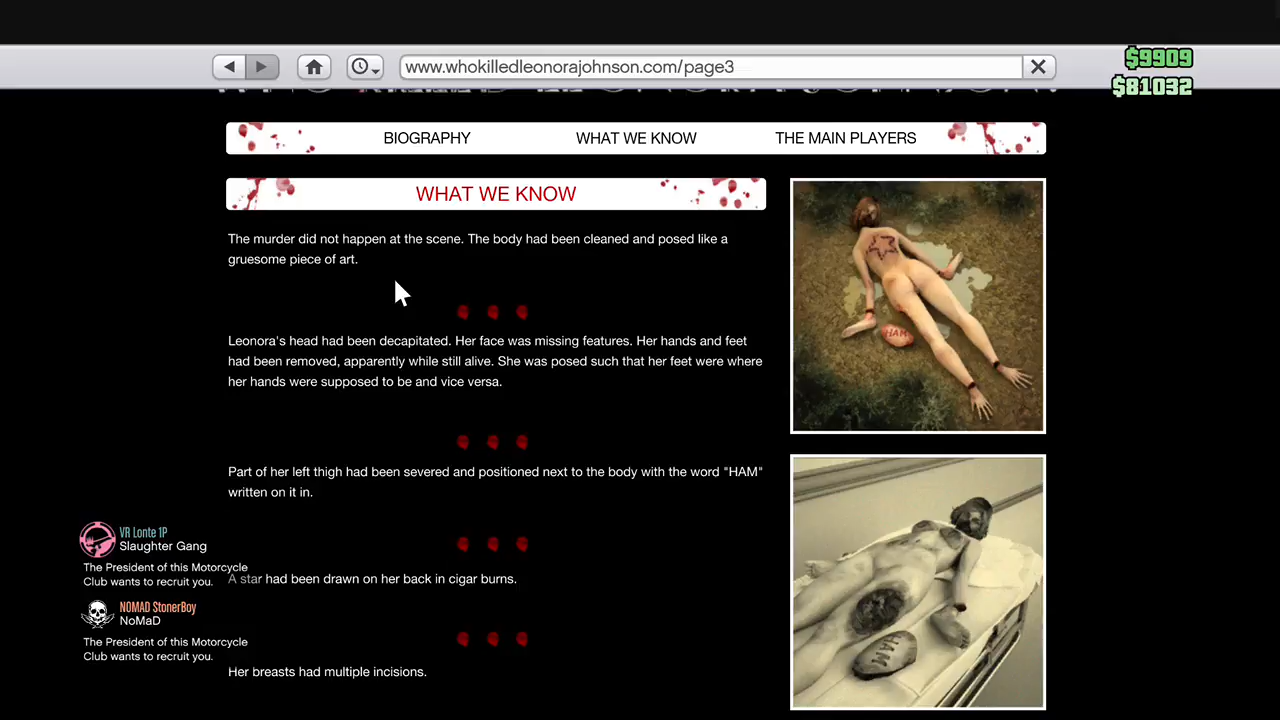 $9909
www.whokilledleonorajohnson.com/page3
$81032
BIOGRAPHY
WHAT WE KNOW
THE MAIN PLAYERS
WHAT WE KNOW
The murder did not happen at the scene. The body had been cleaned and posed like a
gruesome piece of art.
Leonora's head had been decapitated. Her face was missing features. Her hands and feet
had been removed, apparently while still alive. She was posed such that her feet were where
her hands were supposed to be and vice versa.
Part of her left thigh had been severed and positioned next to the body with the word "HAM"
written on it in.
A star had been drawn on her back in cigar burns.
Her breasts had multiple incisions.
HAM
HAM
VR Lonte 1P
Slaughter Gang
The President of this Motorcycle
Club wants to recruit you.
NOMAD StonerBoy
NoMaD
The President of this Motorcycle
Club wants to recruit you.